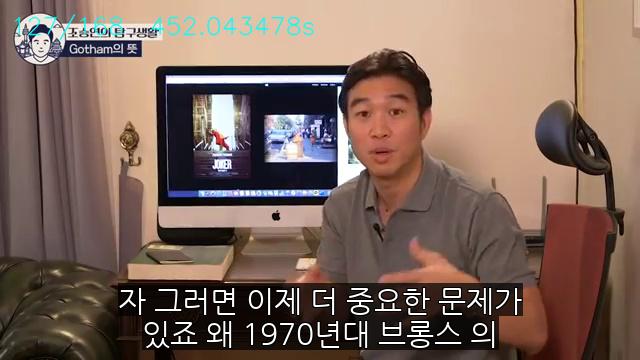 127/168 452.043478s
조승연의 탐구생활
Gotham의 뜻
JOKER
자 그러면 이제 더 중요한 문제가
있죠 왜 1970년대 브롱스 의